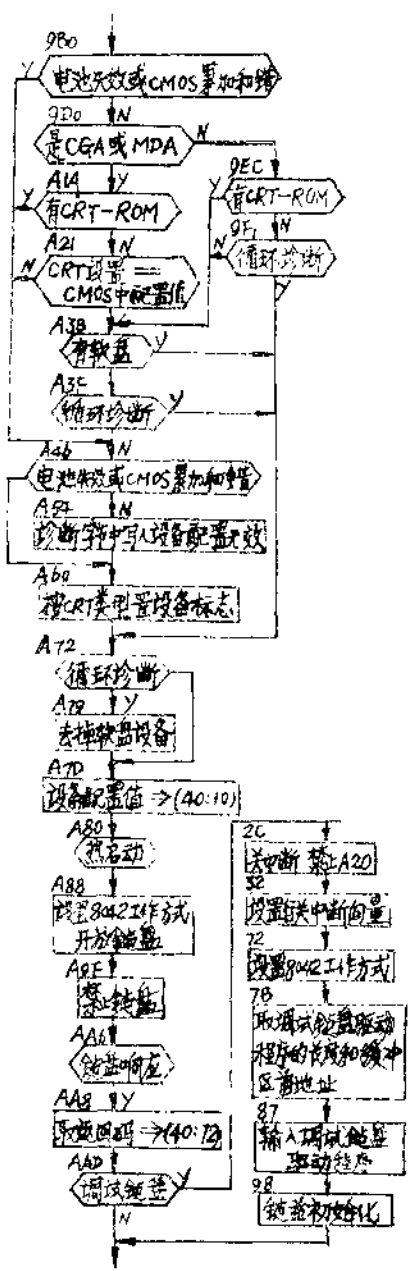 9B0
Y
电池失效或CMOS累加和错
9D0
N
是CGA或MDA
N
A1A
Y
9EC
Y
有CRT-ROM
Y
有CRT-ROM
A21
N
9F1
N
N
CRT设置 ==
CMOS中配置值
N
循环诊断
Y
A3B
有软盘
Y
A3C
循环诊断
Y
A46
N
电池失效或CMOS累加和错
A54
N
诊断字节中写入设备配置无效
A60
按CRT类型置设备标志
A72
循环诊断
A79
Y
去掉软盘设备
A7D
设备配置值⇒(40:10)
A80
热启动
A88
设置8042工作方式
开放键盘
A9E
禁止键盘
AA6
键盘响应
AA8
Y
取返回码⇒(40:12)
AAD
调试键盘
Y
N
2C
关中断 禁止A20
52
设置有关中断向量
72
设置8042工作方式
7B
取调试键盘驱动
程序的长度和缓冲
区首地址
87
输入调试键盘
驱动程序
98
键盘初始化